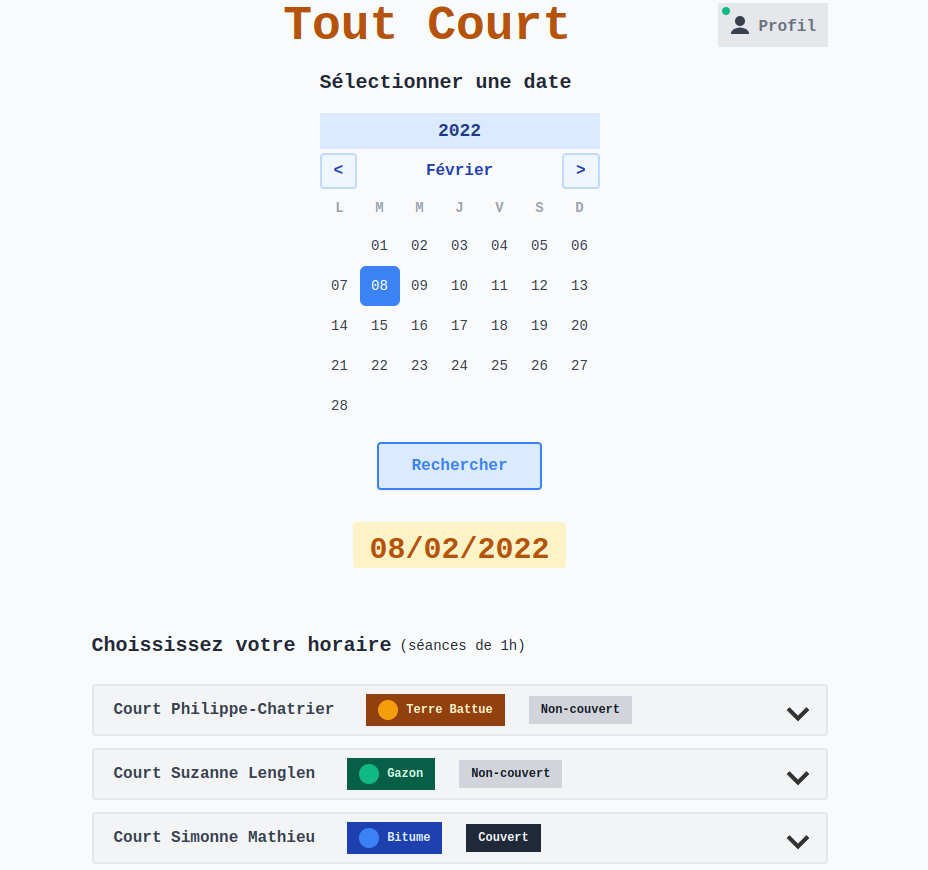 Tout Court
Profil
Sélectionner une date
2022
< Février >
L M M J V S D
01 02 03 04 05 06
07 08 09 10 11 12 13
14 15 16 17 18 19 20
21 22 23 24 25 26 27
28
Rechercher
08/02/2022
Choississez votre horaire (séances de 1h)
Court Philippe-Chatrier Terre Battue Non-couvert
Court Suzanne Lenglen Gazon Non-couvert
Court Simonne Mathieu Bitume Couvert